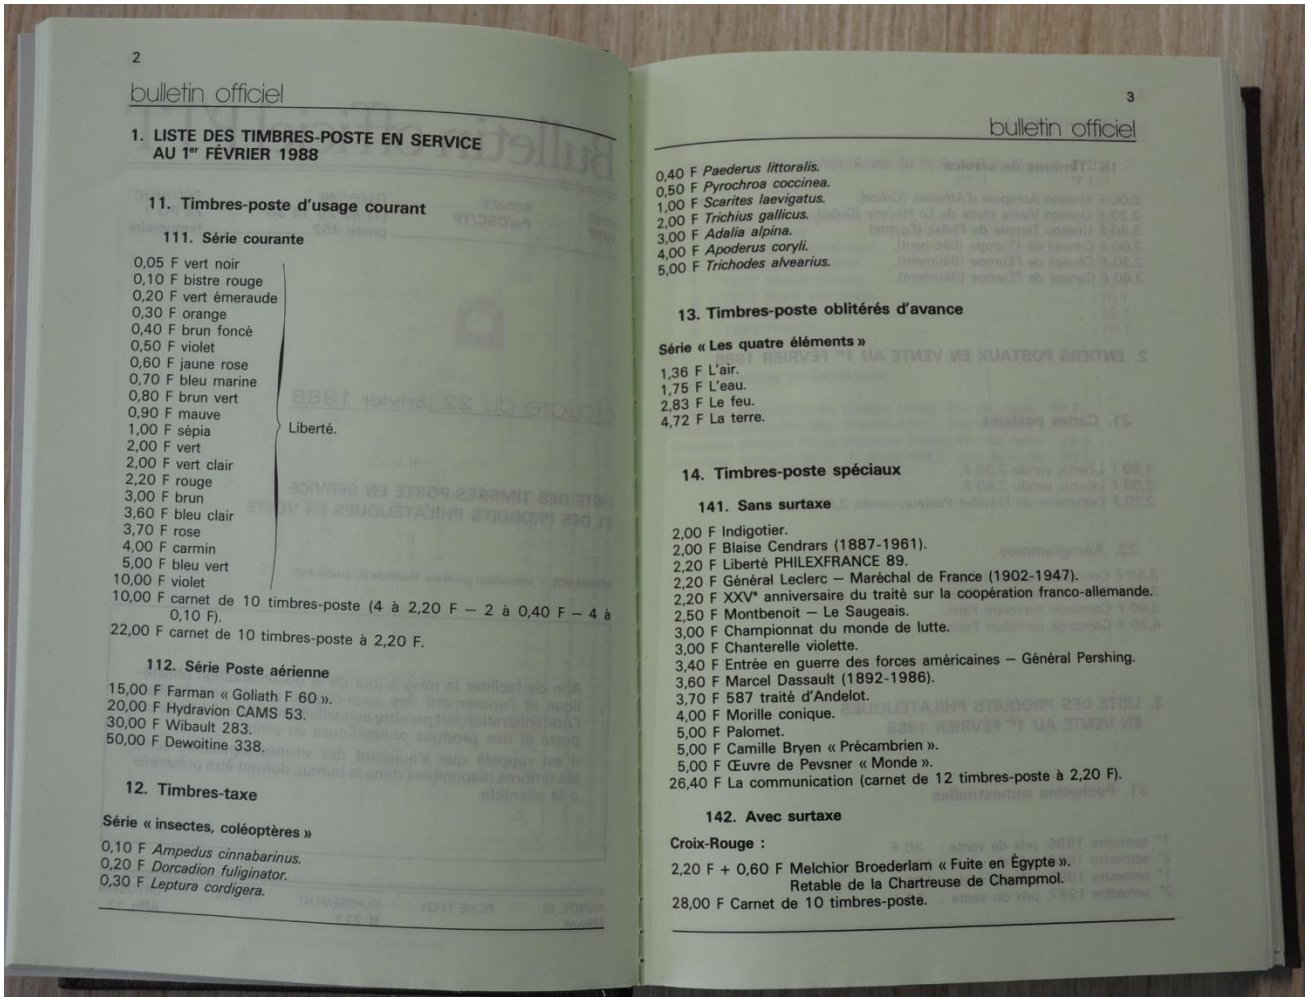 2
bulletin officiel
1. LISTE DES TIMBRES-POSTE EN SERVICE
AU 1er FÉVRIER 1988
11. Timbres-poste d'usage courant
111. Série courante
0,05 F vert noir
0,10 F bistre rouge
0,20 F vert émeraude
0,30 F orange
0,40 F brun foncé
0,50 F violet
0,60 F jaune rose
0,70 F bleu marine
0,80 F brun vert
0,90 F mauve
1,00 F sépia
Liberté.
2,00 F vert
2,00 F vert clair
2,20 F rouge
3,00 F brun
3,60 F bleu clair
3,70 F rose
4,00 F carmin
5,00 F bleu vert
10,00 F violet
10,00 F carnet de 10 timbres-poste (4 à 2,20 F – 2 à 0,40 F – 4 à
0,10 F).
22,00 F carnet de 10 timbres-poste à 2,20 F.
112. Série Poste aérienne
15,00 F Farman « Goliath F 60 ».
20,00 F Hydravion CAMS 53.
30,00 F Wibault 283.
50,00 F Dewoitine 338.
12. Timbres-taxe
Série « insectes, coléoptères »
0,10 F Ampedus cinnabarinus.
0,20 F Dorcadion fuliginator.
0,30 F Leptura cordigera.
3
bulletin officiel
0,40 F Paederus littoralis.
0,50 F Pyrochroa coccinea.
1,00 F Scarites laevigatus.
2,00 F Trichius gallicus.
3,00 F Adalia alpina.
4,00 F Apoderus coryli.
5,00 F Trichodes alvearius.
13. Timbres-poste oblitérés d'avance
Série « Les quatre éléments »
1,36 F L'air.
1,75 F L'eau.
2,83 F Le feu.
4,72 F La terre.
14. Timbres-poste spéciaux
141. Sans surtaxe
2,00 F Indigotier.
2,00 F Blaise Cendrars (1887-1961).
2,20 F Liberté PHILEXFRANCE 89.
2,20 F Général Leclerc – Maréchal de France (1902-1947).
2,20 F XXVe anniversaire du traité sur la coopération franco-allemande.
2,50 F Montbenoit – Le Saugeais.
3,00 F Championnat du monde de lutte.
3,00 F Chanterelle violette.
3,40 F Entrée en guerre des forces américaines – Général Pershing.
3,60 F Marcel Dassault (1892-1986).
3,70 F 587 traité d'Andelot.
4,00 F Morille conique.
5,00 F Palomet.
5,00 F Camille Bryen « Précambrien ».
5,00 F Œuvre de Pevsner « Monde ».
26,40 F La communication (carnet de 12 timbres-poste à 2,20 F).
142. Avec surtaxe
Croix-Rouge :
2,20 F + 0,60 F Melchior Broederlam « Fuite en Égypte ».
Retable de la Chartreuse de Champmol.
28,00 F Carnet de 10 timbres-poste.